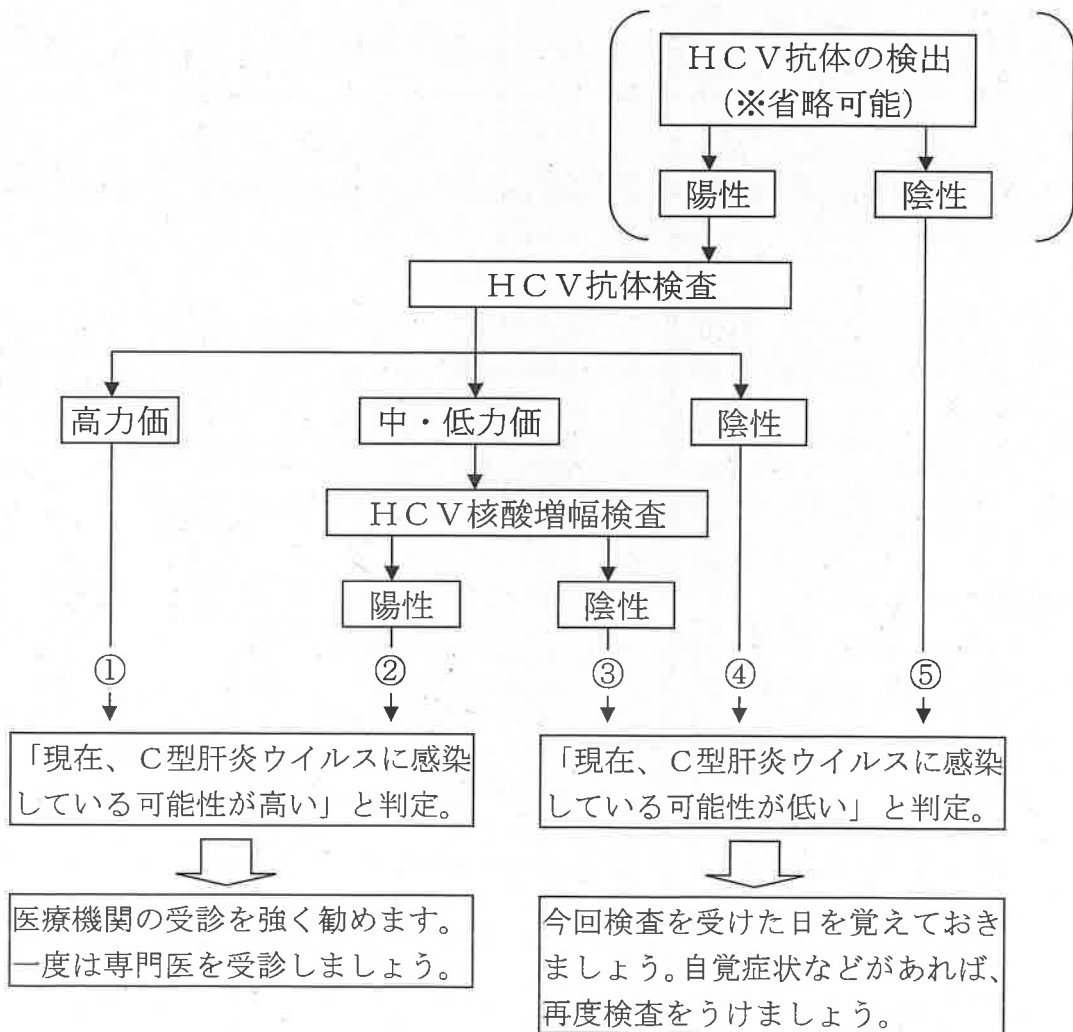 HCV抗体の検出
(※省略可能)
陽性
陰性
HCV抗体検査
高力価
中・低力価
陰性
HCV核酸増幅検査
陽性
陰性
①
②
③
④
⑤
「現在、C型肝炎ウイルスに感染
している可能性が高い」と判定。
「現在、C型肝炎ウイルスに感染
している可能性が低い」と判定。
医療機関の受診を強く勧めます。
一度は専門医を受診しましょう。
今回検査を受けた日を覚えておき
ましょう。自覚症状などがあれば、
再度検査をうけましょう。